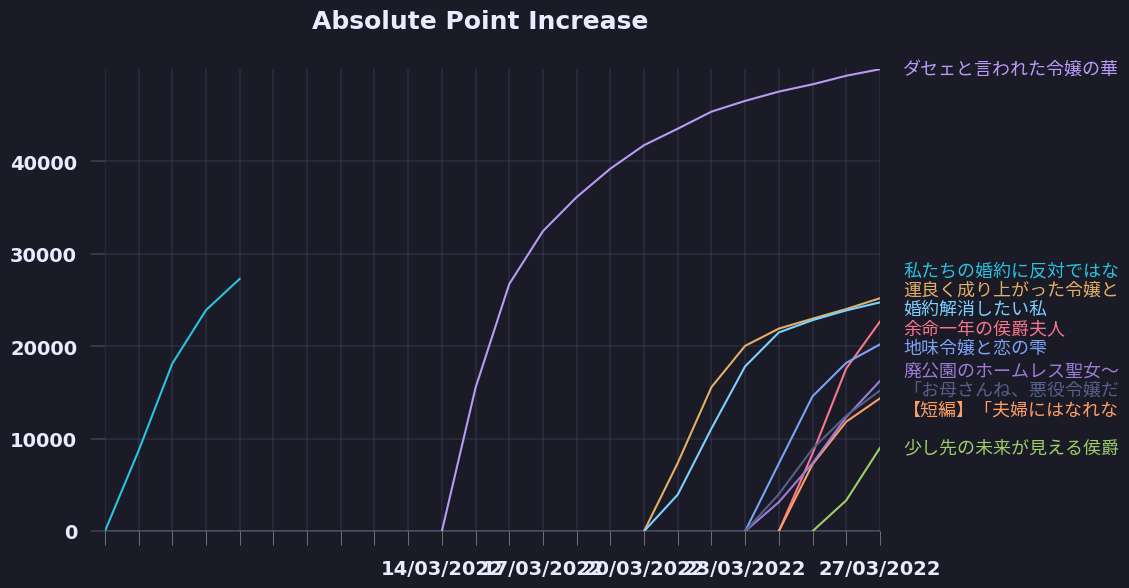 Absolute Point Increase
ダセェと言われた令嬢の華
40000
30000
私たちの婚約に反対ではな
運良く成り上がった令嬢と
婚約解消したい私
余命一年の侯爵夫人
20000
地味令嬢と恋の雫
廃公園のホームレス聖女～
「お母さんね、悪役令嬢だ
【短編】「夫婦にはなれな
10000
少し先の未来が見える侯爵
0
14/03/2022
17/03/2022
20/03/2022
23/03/2022
27/03/2022